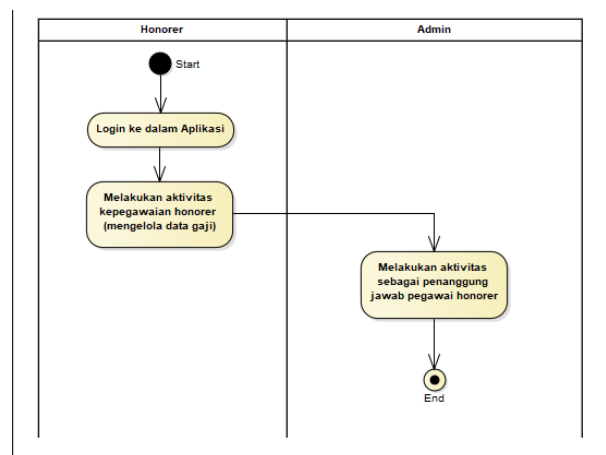 Honorer
Admin
Start
Login ke dalam Aplikasi
Melakukan aktivitas
kepegawaian honorer
(mengelola data gaji)
Melakukan aktivitas
sebagai penanggung
jawab pegawai honorer
End